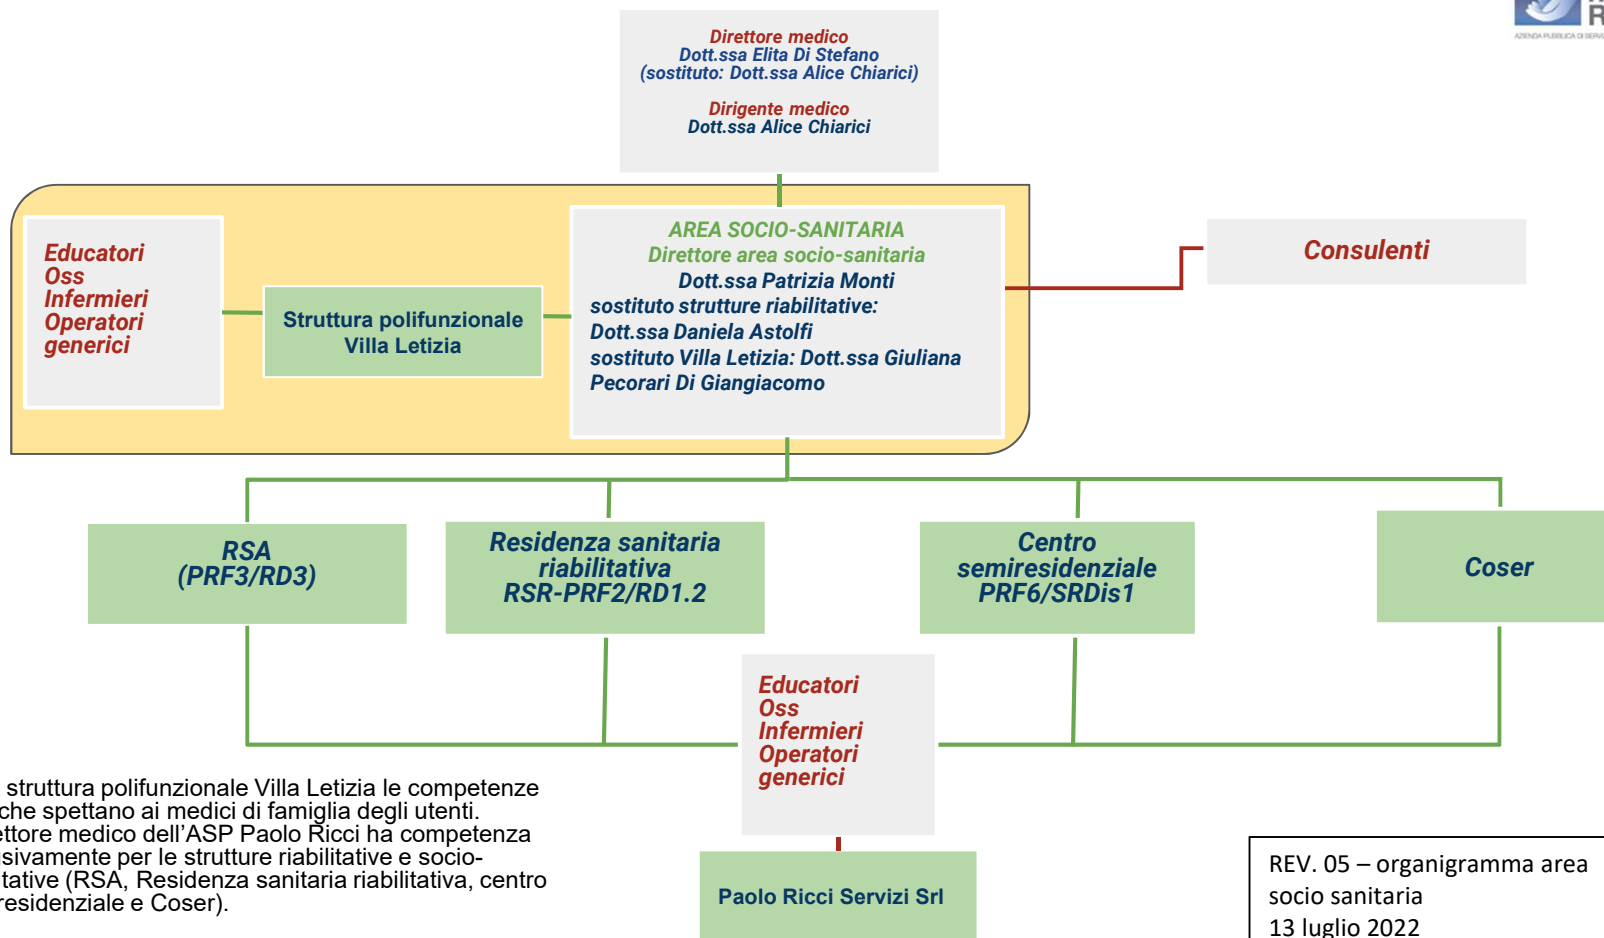 AZIENDA PUBBLICA DI
Direttore medico
Dott.ssa Elita Di Stefano
(sostituto: Dott.ssa Alice Chiarici)
Dirigente medico
Dott.ssa Alice Chiarici
Educatori
Oss
Infermieri
Operatori
generici
Struttura polifunzionale
Villa Letizia
AREA SOCIO-SANITARIA
Direttore area socio-sanitaria
Dott.ssa Patrizia Monti
sostituto strutture riabilitative:
Dott.ssa Daniela Astolfi
sostituto Villa Letizia: Dott.ssa Giuliana
Pecorari Di Giangiacomo
Consulenti
RSA
(PRF3/RD3)
Residenza sanitaria
riabilitativa
RSR-PRF2/RD1.2
Centro
semiresidenziale
PRF6/SRDis1
Coser
Educatori
Oss
Infermieri
Operatori
generici
struttura polifunzionale Villa Letizia le competenze
che spettano ai medici di famiglia degli utenti.
ettore medico dell’ASP Paolo Ricci ha competenza
usivamente per le strutture riabilitative e socio-
itative (RSA, Residenza sanitaria riabilitativa, centro
residenziale e Coser).
Paolo Ricci Servizi Srl
REV. 05 – organigramma area
socio sanitaria
13 luglio 2022